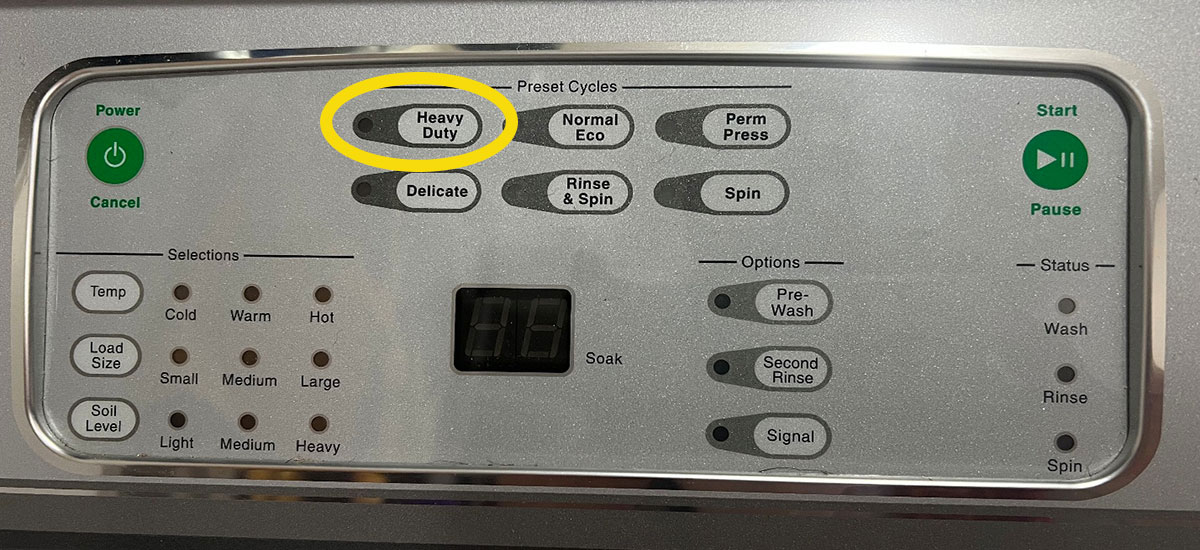 Preset Cycles
Power
Cancel
Heavy
Duty
Normal
Eco
Perm
Press
Delicate
Rinse
& Spin
Spin
Start
Pause
Selections
Temp
Cold
Warm
Hot
Load
Size
Small
Medium
Large
Soil
Level
Light
Medium
Heavy
Soak
Options
Pre-
Wash
Second
Rinse
Signal
Status
Wash
Rinse
Spin